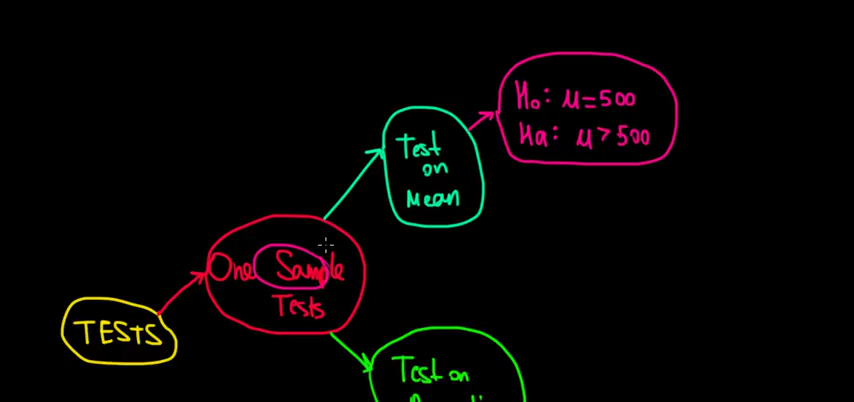 TESTS
One Sample
Tests
Test
on
Mean
Ho: μ=500
Ha: μ>500
Test on